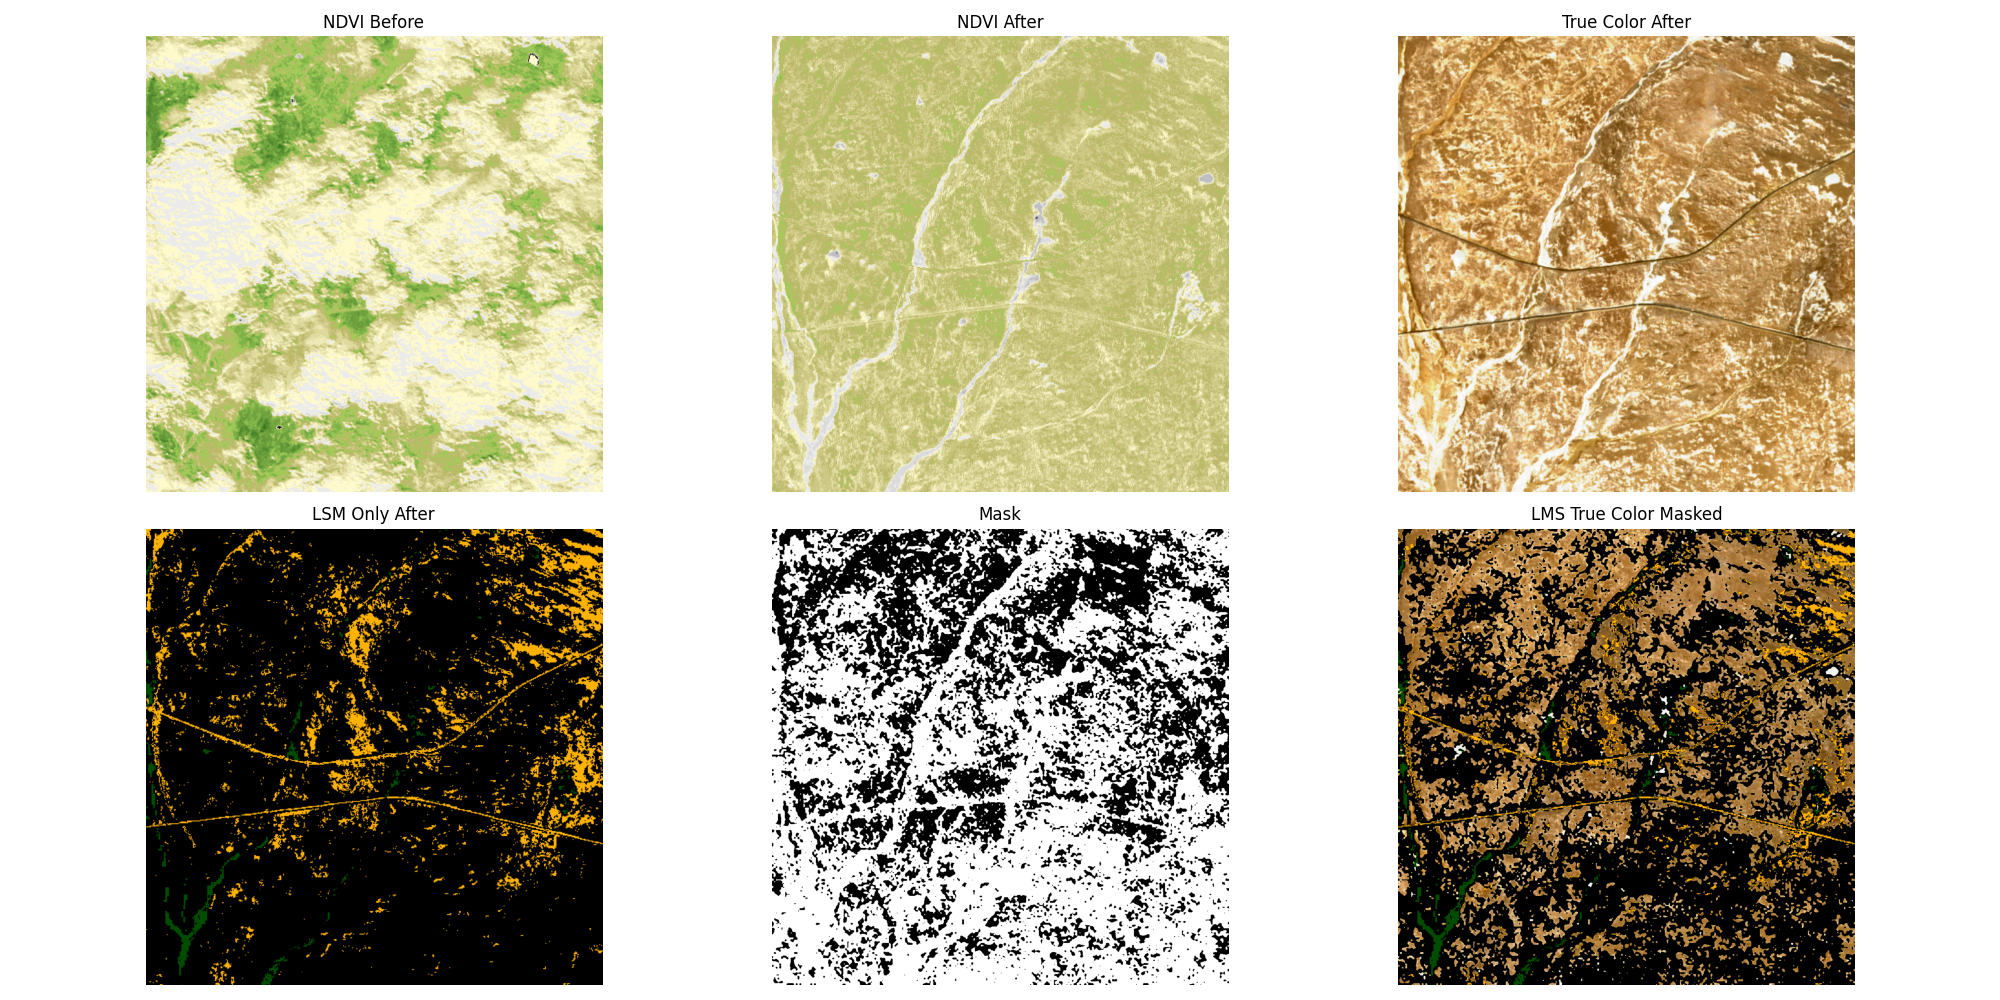 NDVI Before
NDVI After
True Color After
LSM Only After
Mask
LMS True Color Masked